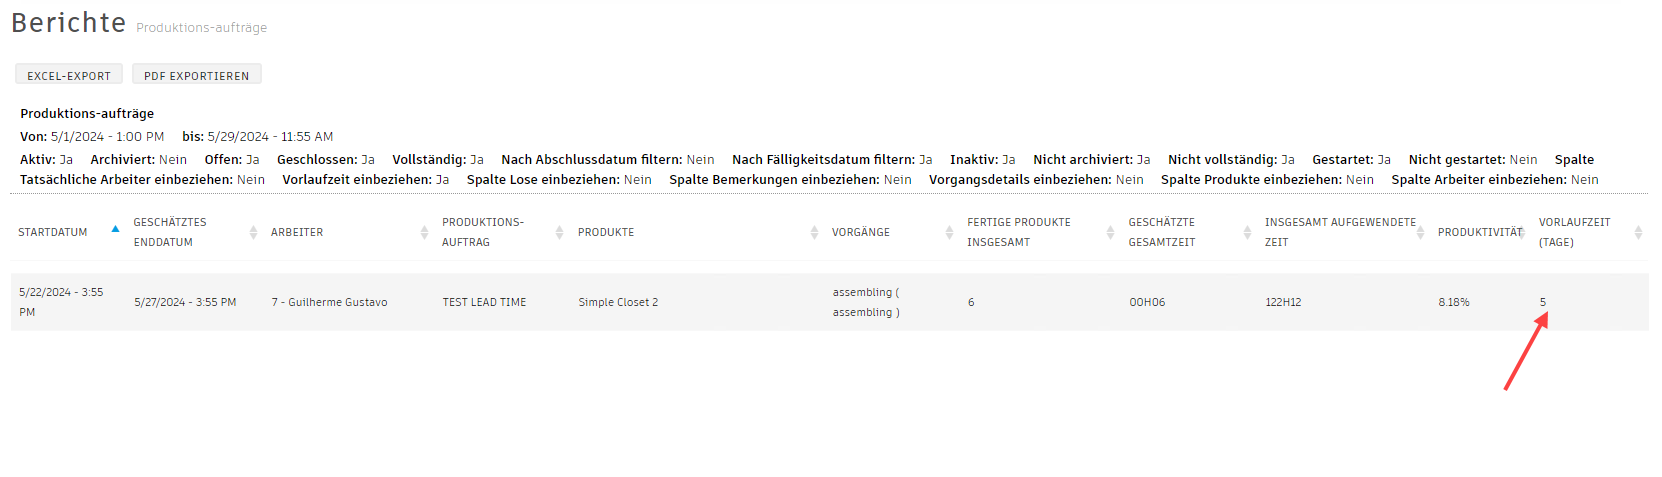 Berichte Produktions-aufträge
EXCEL-EXPORT PDF EXPORTIEREN
Produktions-aufträge
Von: 5/1/2024 - 1:00 PM bis: 5/29/2024 - 11:55 AM
Aktiv: Ja Archiviert: Nein Offen: Ja Geschlossen: Ja Vollständig: Ja Nach Abschlussdatum filtern: Nein Nach Fälligkeitsdatum filtern: Ja Inaktiv: Ja Nicht archiviert: Ja Nicht vollständig: Ja Gestartet: Ja Nicht gestartet: Nein Spalte
Tatsächliche Arbeiter einbeziehen: Nein Vorlaufzeit einbeziehen: Ja Spalte Lose einbeziehen: Nein Spalte Bemerkungen einbeziehen: Nein Vorgangsdetails einbeziehen: Nein Spalte Produkte einbeziehen: Nein Spalte Arbeiter einbeziehen: Nein
STARTDATUM
GESCHÄTZTES
ENDDATUM
ARBEITER
PRODUKTIONS-
AUFTRAG
PRODUKTE
VORGÄNGE
FERTIGE PRODUKTE
INSGESAMT
GESCHÄTZTE
GESAMTZEIT
INSGESAMT AUFGEWENDETE
ZEIT
PRODUKTIVITÄT
VORLAUFZEIT
(TAGE)
5/22/2024 - 3:55
PM
5/27/2024 - 3:55 PM
7 - Guilherme Gustavo
TEST LEAD TIME
Simple Closet 2
assembling (
assembling )
6
00H06
122H12
8.18%
5